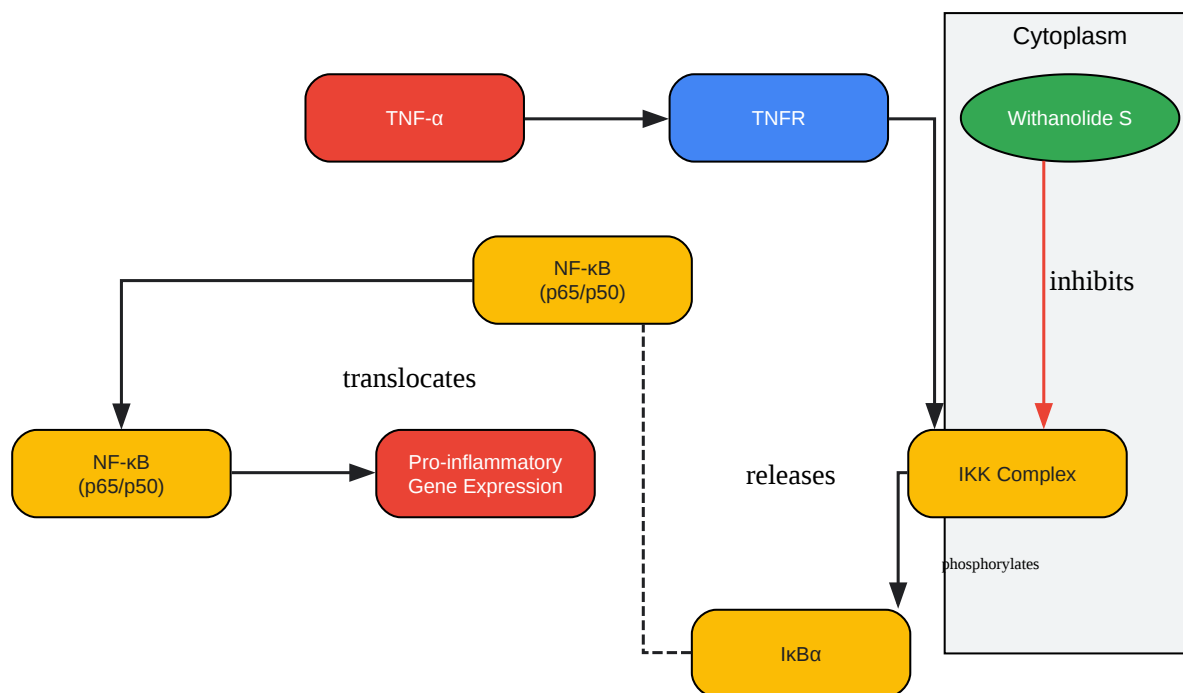 Cytoplasm
TNF-α
TNFR
Withanolide S
NF-κB
(p65/p50)
inhibits
translocates
NF-κB
(p65/p50)
Pro-inflammatory
Gene Expression
releases
IKK Complex
phosphorylates
IκBα